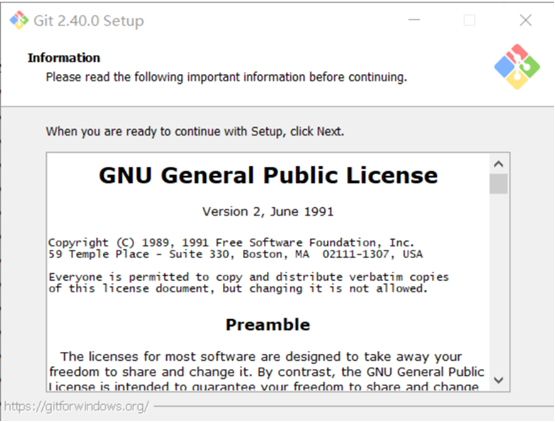 Git 2.40.0 Setup
Information
Please read the following important information before continuing.
When you are ready to continue with Setup, click Next.
GNU General Public License
Version 2, June 1991
Copyright (C) 1989, 1991 Free Software Foundation, Inc.
59 Temple Place - Suite 330, Boston, MA  02111-1307, USA
Everyone is permitted to copy and distribute verbatim copies
of this license document, but changing it is not allowed.
Preamble
The licenses for most software are designed to take away your
freedom to share and change it. By contrast, the GNU General Public
License is intended to guarantee your freedom to share and change
https://gitforwindows.org/